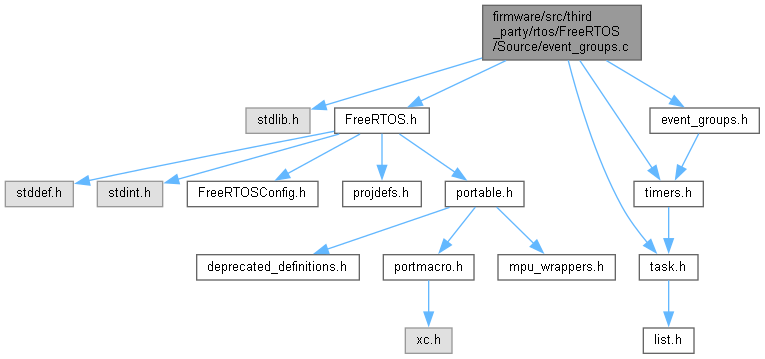 firmware/src/third
_party/rtos/FreeRTOS
/Source/event_groups.c
stdlib.h
FreeRTOS.h
event_groups.h
stddef.h
stdint.h
FreeRTOSConfig.h
projdefs.h
portable.h
timers.h
deprecated_definitions.h
portmacro.h
mpu_wrappers.h
task.h
xc.h
list.h